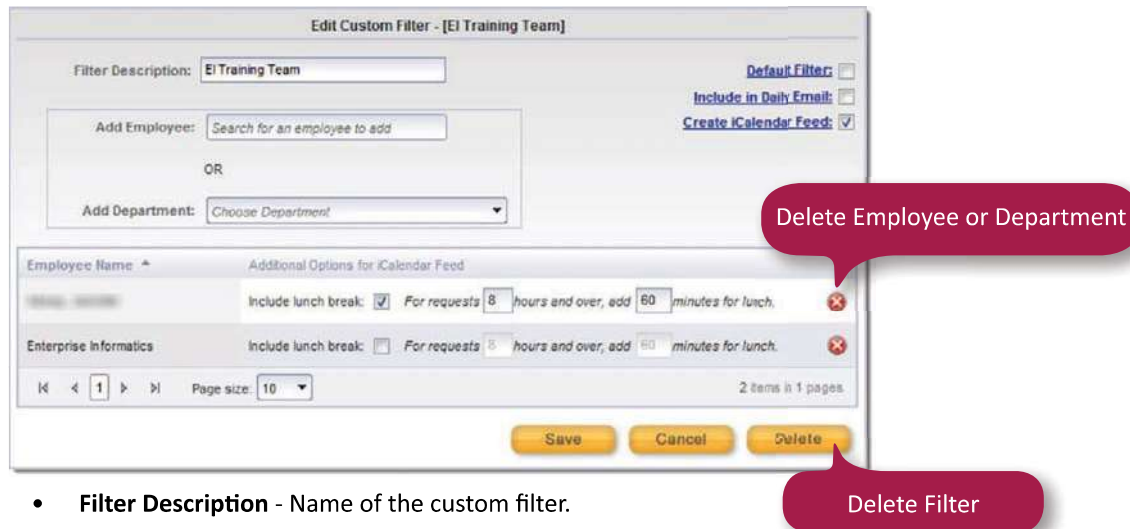 Edit Custom Filter - [EI Training Team]
Filter Description: EI Training Team
Default Filter:
Include in Daily Email:
Create iCalendar Feed:
Add Employee: Search for an employee to add
OR
Add Department: Choose Department
Delete Employee or Department
Employee Name Additional Options for iCalendar Feed
Include lunch break: For requests 8 hours and over, add 60 minutes for lunch.
Enterprise Informatics Include lunch break: For requests 8 hours and over, add 60 minutes for lunch.
1 Page size: 10 2 items in 1 pages
Save Cancel Delete
• Filter Description - Name of the custom filter.
Delete Filter